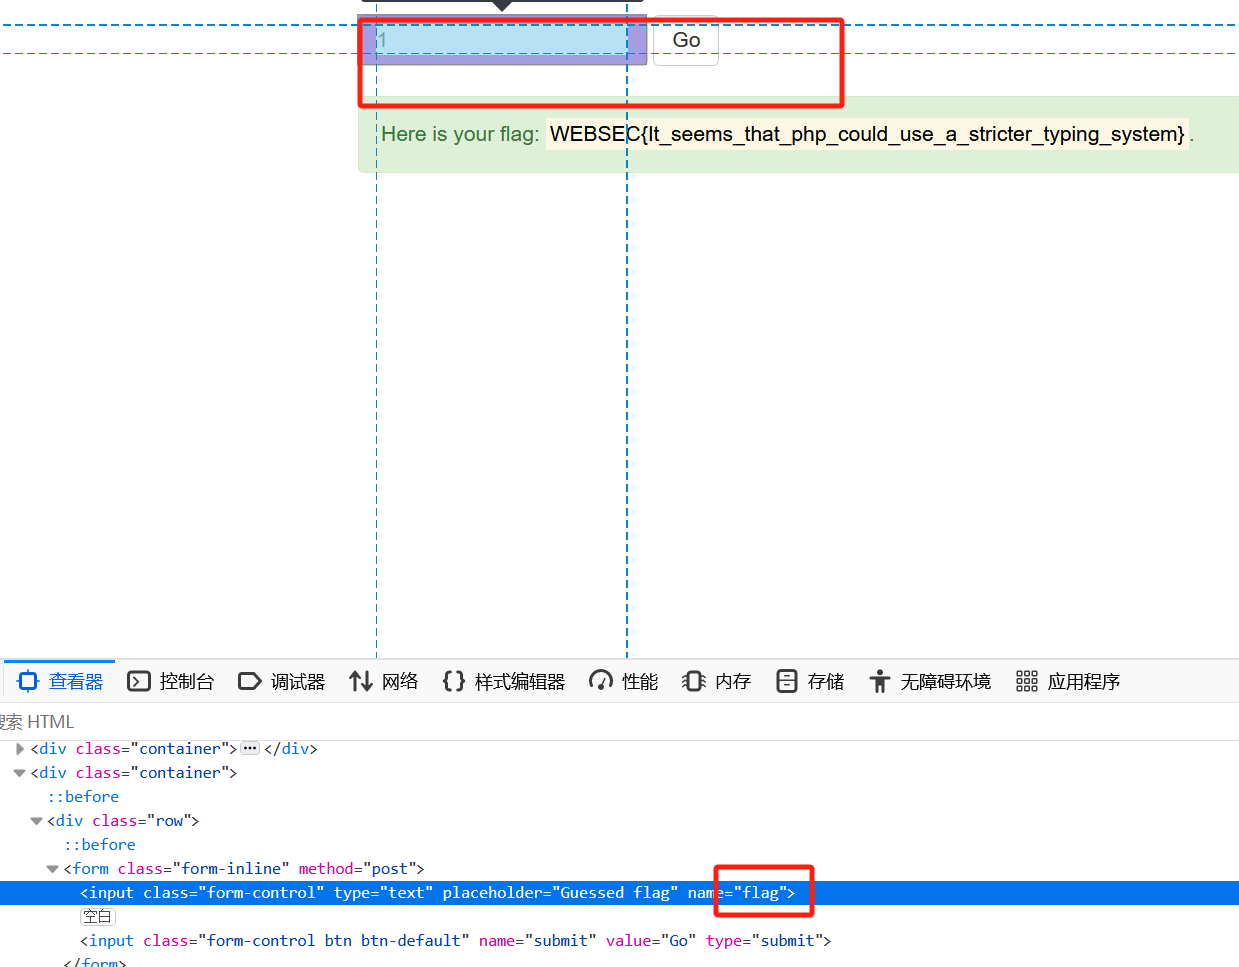 1
Go
Here is your flag: WEBSEC{It_seems_that_php_could_use_a_stricter_typing_system} .
查看器 控制台 调试器 网络 {} 样式编辑器 性能 内存 存储 无障碍环境 应用程序
搜索 HTML
<div class="container"> ··· </div>
<div class="container">
::before
<div class="row">
::before
<form class="form-inline" method="post">
<input class="form-control" type="text" placeholder="Guessed flag" name="flag">
空白
<input class="form-control btn btn-default" name="submit" value="Go" type="submit">
</form>